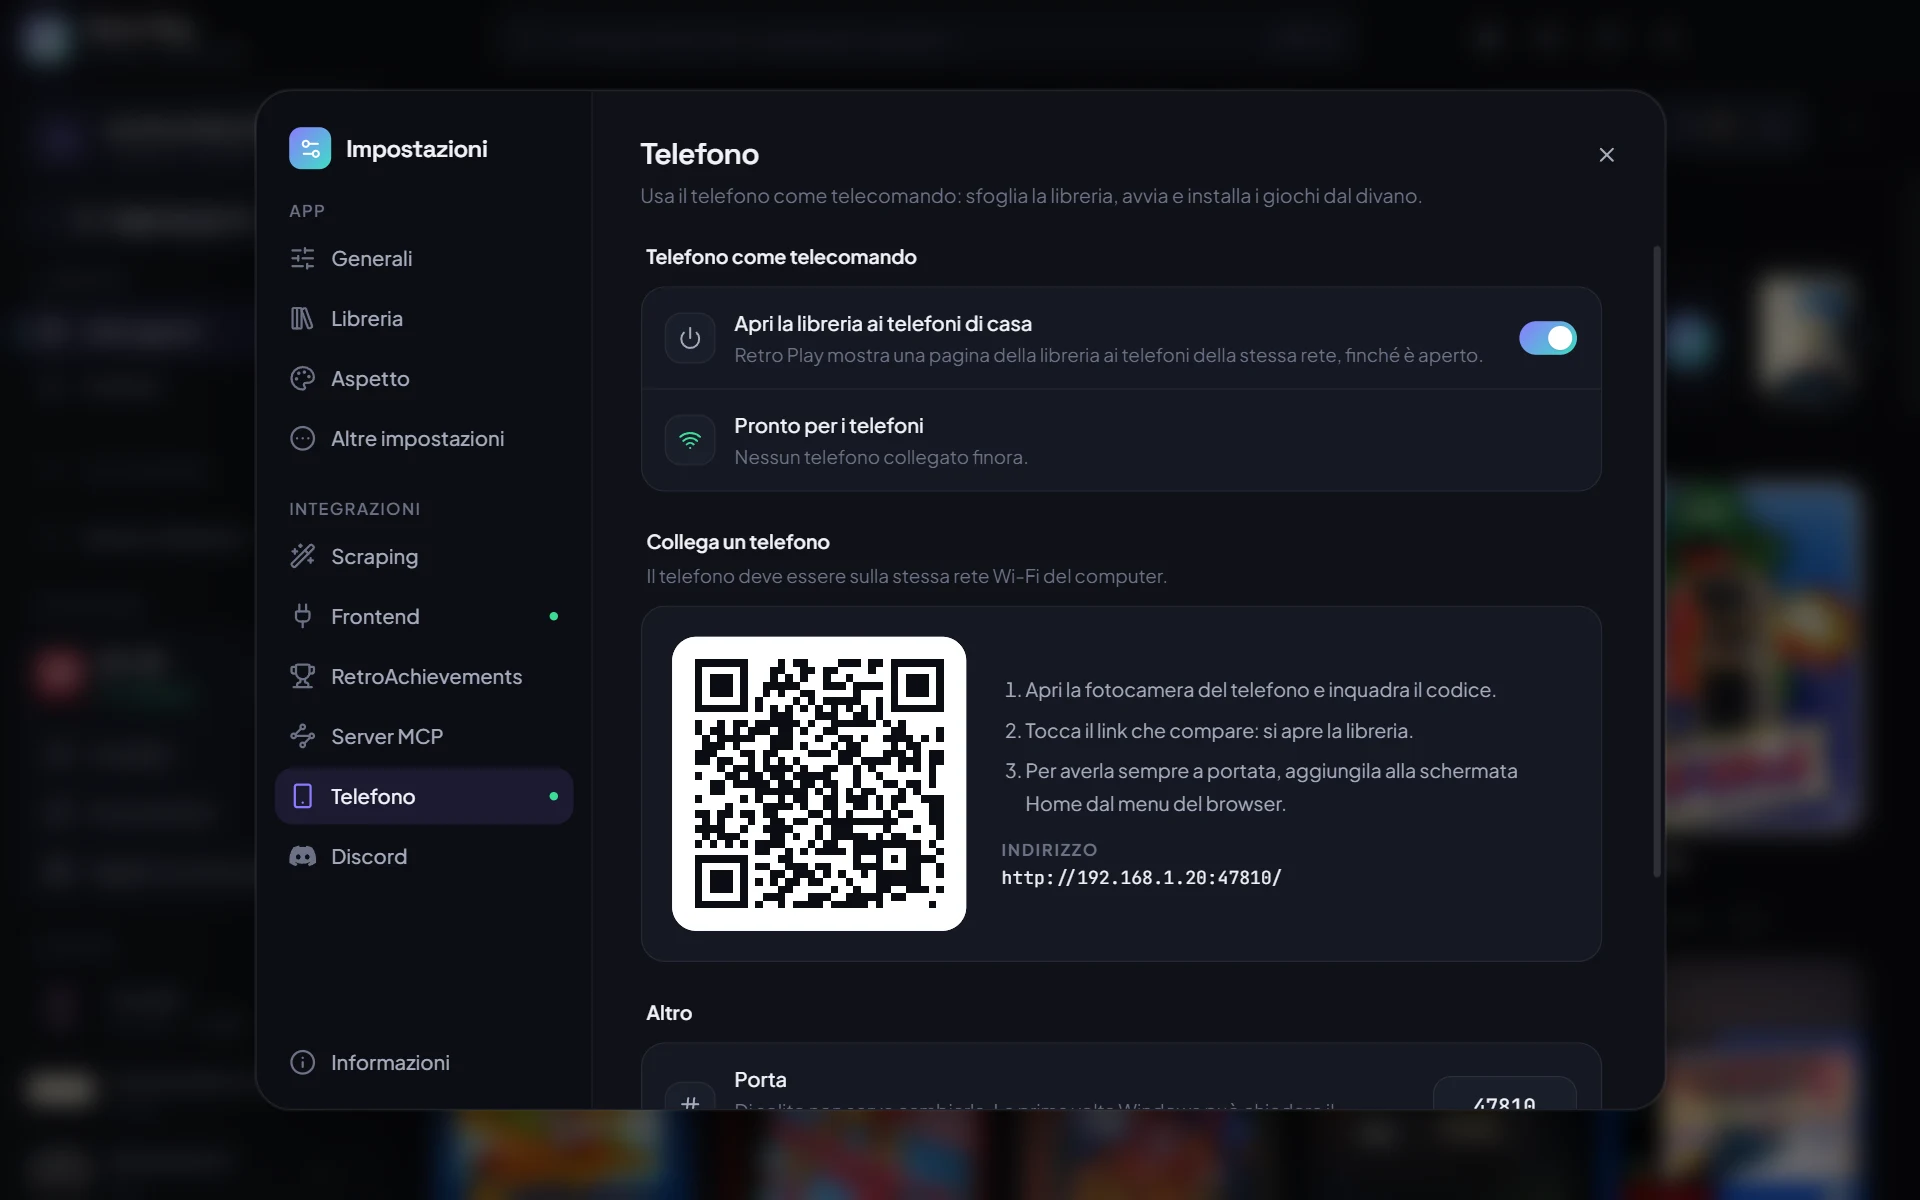 Impostazioni
APP
Generali
Libreria
Aspetto
Altre impostazioni
INTEGRAZIONI
Scraping
Frontend
RetroAchievements
Server MCP
Telefono
Discord
Informazioni
Telefono
Usa il telefono come telecomando: sfoglia la libreria, avvia e installa i giochi dal divano.
Telefono come telecomando
Apri la libreria ai telefoni di casa
Retro Play mostra una pagina della libreria ai telefoni della stessa rete, finché è aperto.
Pronto per i telefoni
Nessun telefono collegato finora.
Collega un telefono
Il telefono deve essere sulla stessa rete Wi-Fi del computer.
1. Apri la fotocamera del telefono e inquadra il codice.
2. Tocca il link che compare: si apre la libreria.
3. Per averla sempre a portata, aggiungila alla schermata
Home dal menu del browser.
INDIRIZZO
http://192.168.1.20:47810/
Altro
Porta
47810